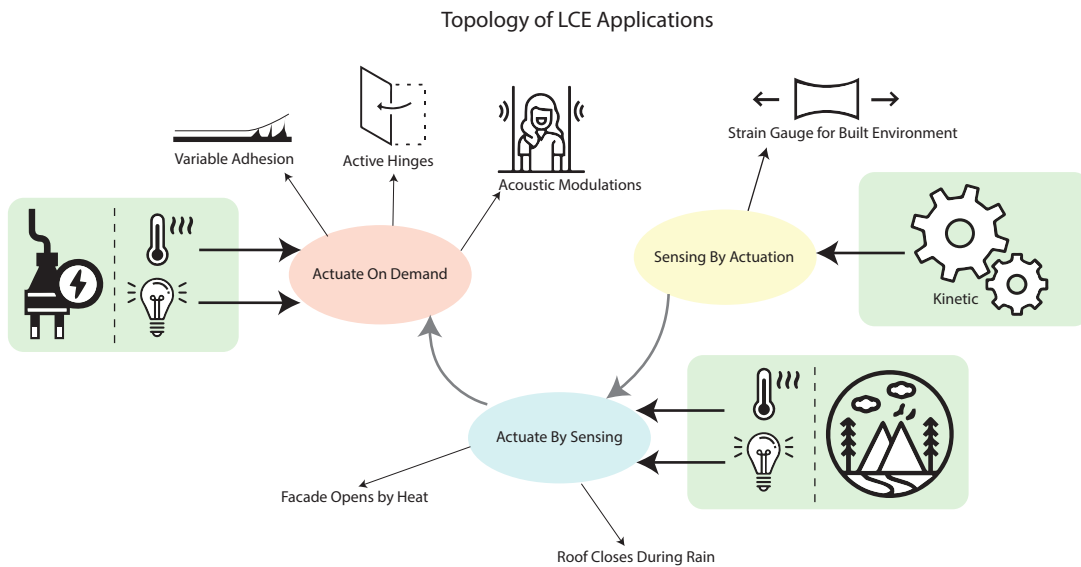 Topology of LCE Applications
Variable Adhesion
Active Hinges
Acoustic Modulations
Strain Gauge for Built Environment
Actuate On Demand
Sensing By Actuation
Kinetic
Actuate By Sensing
Facade Opens by Heat
Roof Closes During Rain